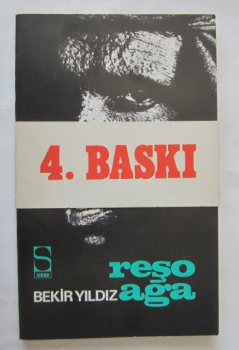 4. BASKI
S
reşo
BEKİR YILDIZ ağa